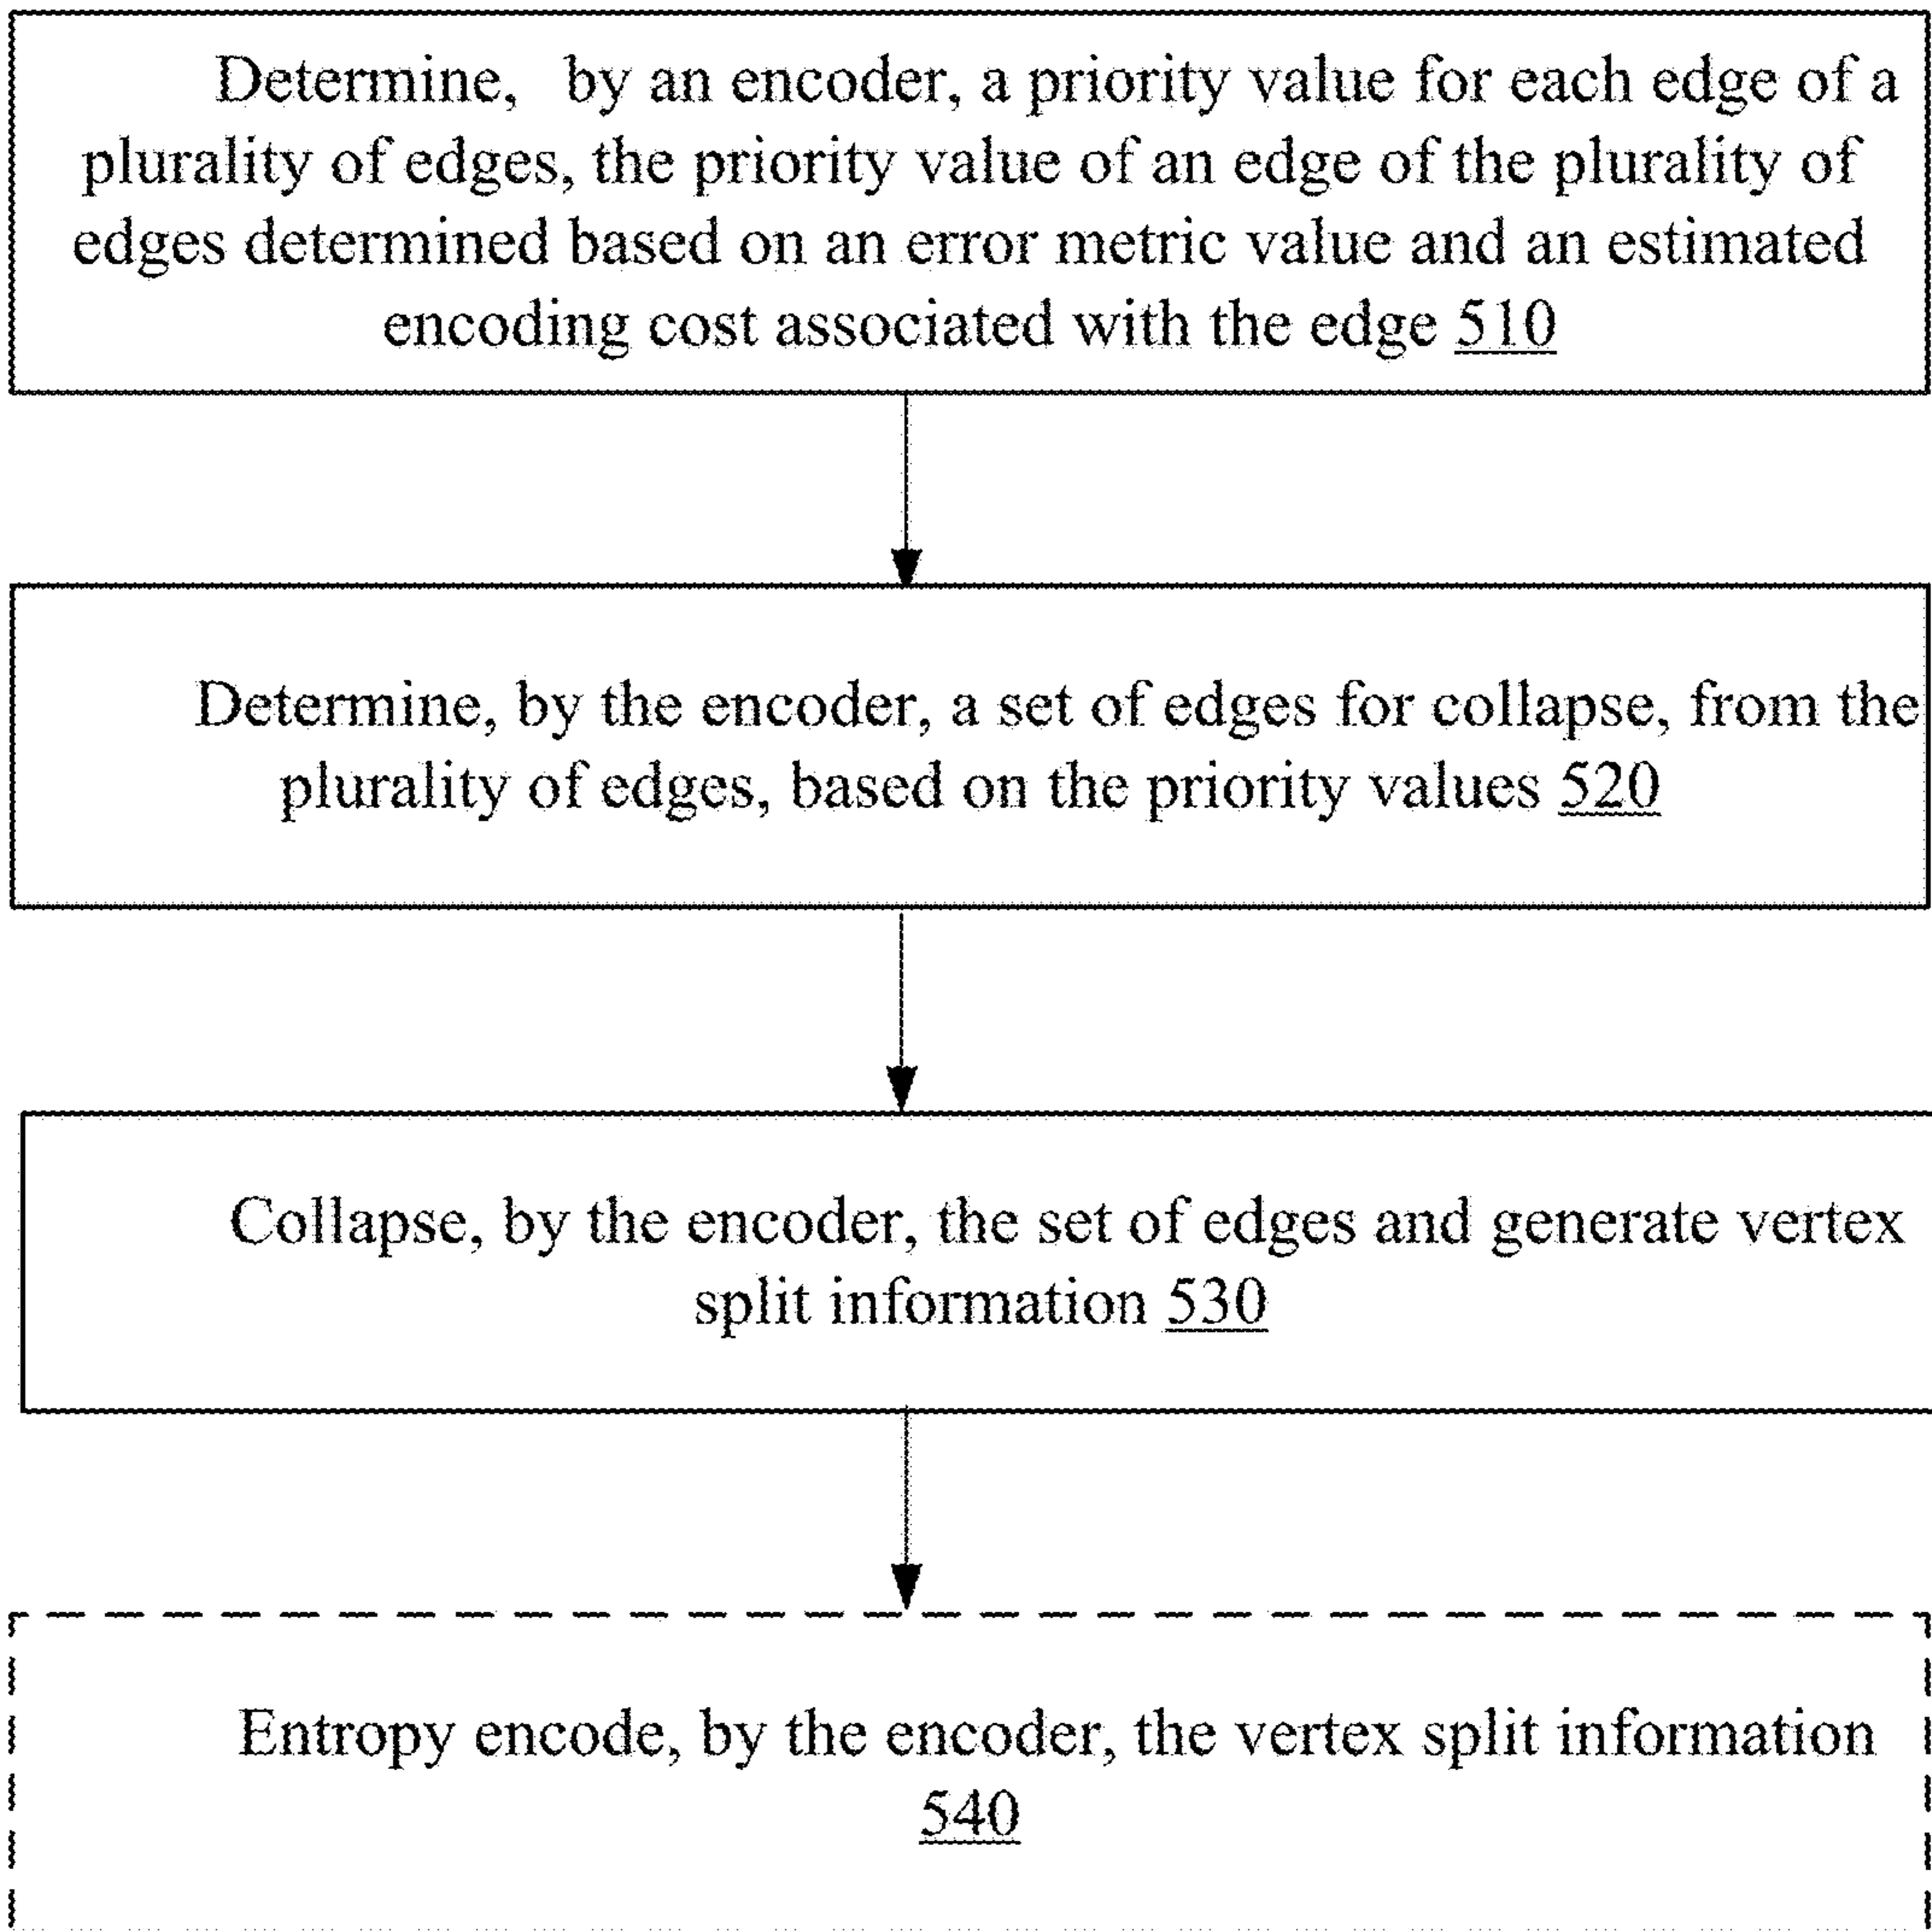 Determine, by an encoder, a priority value for each edge of a
plurality of edges, the priority value of an edge of the plurality of
edges determined based on an error metric value and an estimated
encoding cost associated with the edge 510
Determine, by the encoder, a set of edges for collapse, from the
plurality of edges, based on the priority values 520
Collapse, by the encoder, the set of edges and generate vertex
split information 530
Entropy encode, by the encoder, the vertex split information
540